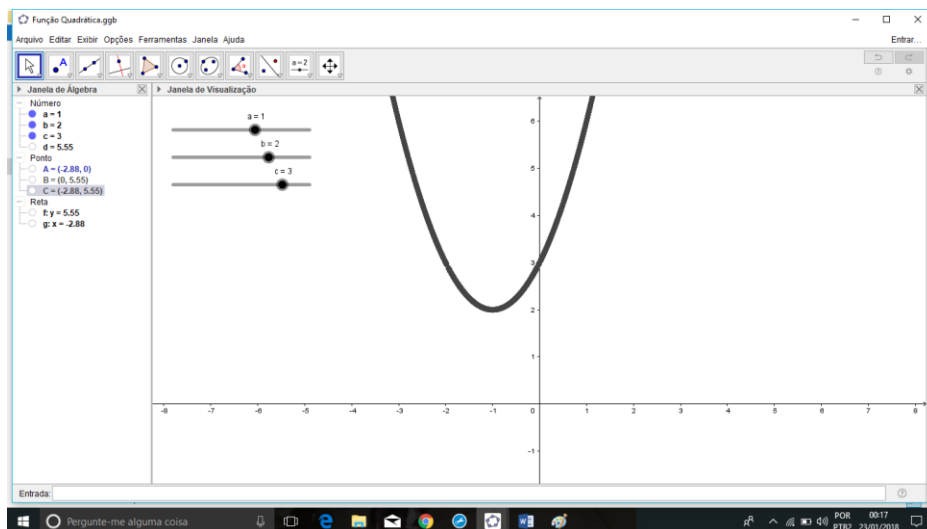 Função Quadrática.ggb
Arquivo Editar Exibir Opções Ferramentas Janela Ajuda
Entrar...
a=2
Janela de Álgebra
Janela de Visualização
Número
a = 1
b = 2
c = 3
d = 5.55
Ponto
A = (-2.88, 0)
B = (0, 5.55)
C = (-2.88, 5.55)
Reta
f: y = 5.55
g: x = -2.88
a = 1
b = 2
c = 3
6
5
4
3
2
1
-8 -7 -6 -5 -4 -3 -2 -1 0 1 2 3 4 5 6 7 8
-1
Entrada:
Pergunte-me alguma coisa
POR 00:17
PTB2 23/01/2018